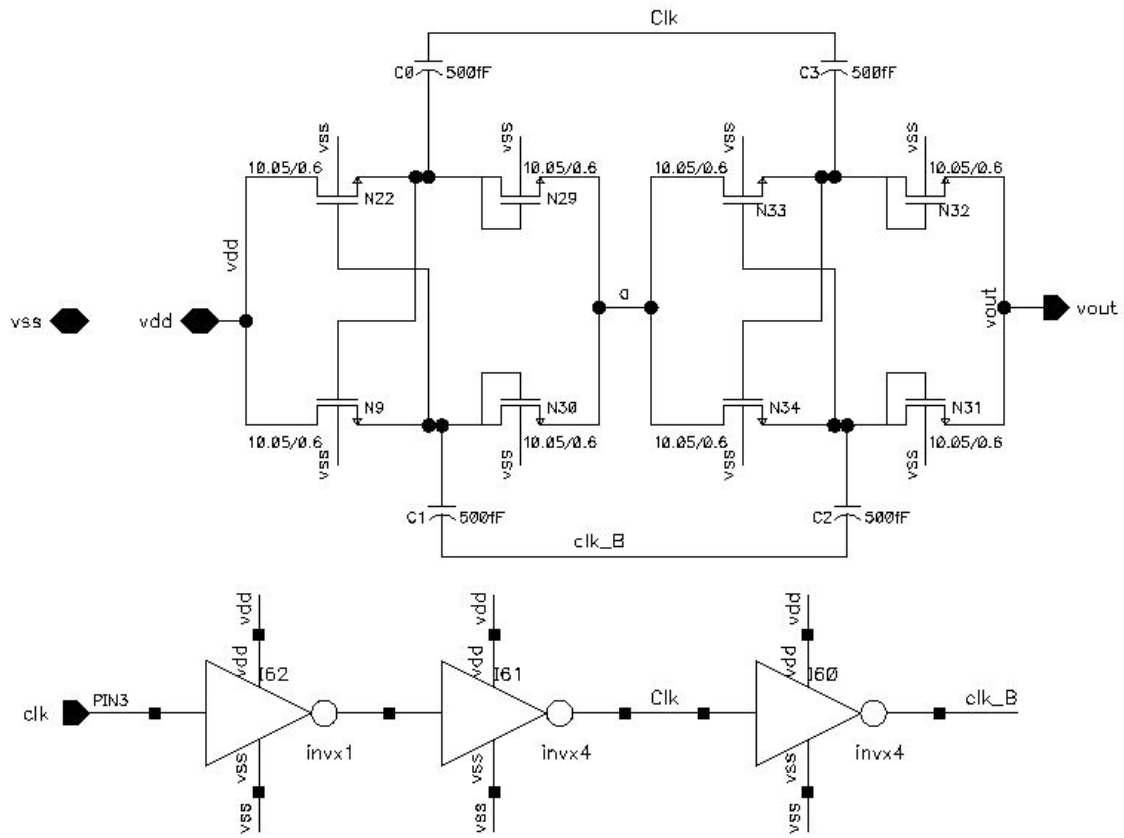 Clk
C0 500fF
C3 500fF
vss
vss
vss
vss
10.05/0.6
10.05/0.6
10.05/0.6
10.05/0.6
N22
N29
N33
N32
vdd
a
vout
vss
vdd
vout
N9
N30
N34
N31
10.05/0.6
10.05/0.6
10.05/0.6
10.05/0.6
vss
vss
vss
vss
C1 500fF
C2 500fF
clk_B
vdd
vdd
vdd
vdd
vdd
vdd
I62
I61
I60
clk
PIN3
Clk
clk_B
invx1
invx4
invx4
vss
vss
vss
vss
vss
vss